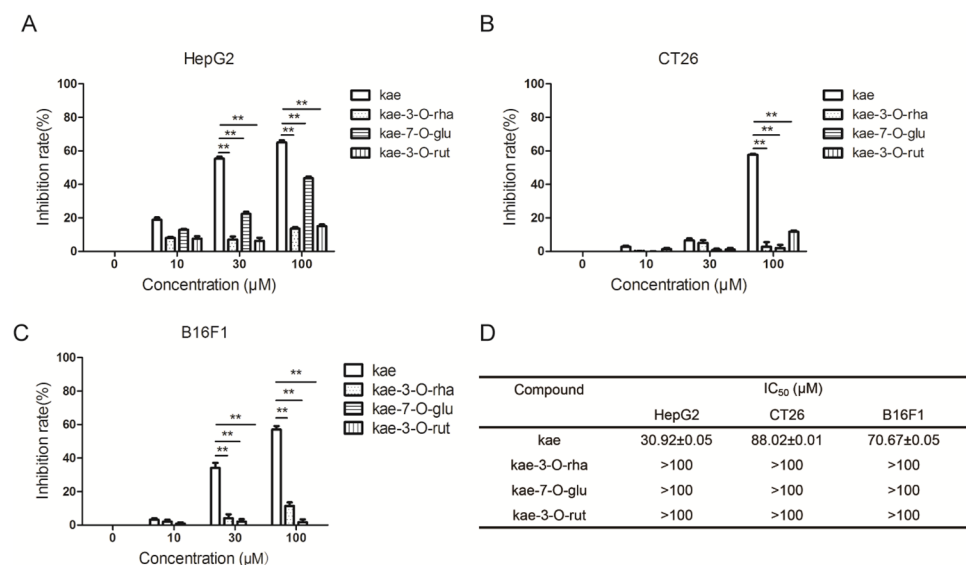 A
HepG2
Inhibition rate(%)
100
80
60
40
20
0
** ** ** ** ** **
0 10 30 100
Concentration (μM)
kae
kae-3-O-rha
kae-7-O-glu
kae-3-O-rut
B
CT26
Inhibition rate(%)
100
80
60
40
20
0
** ** **
0 10 30 100
Concentration (μM)
kae
kae-3-O-rha
kae-7-O-glu
kae-3-O-rut
C
B16F1
Inhibition rate(%)
100
80
60
40
20
0
** ** ** ** ** **
0 10 30 100
Concentration (μM)
kae
kae-3-O-rha
kae-7-O-glu
kae-3-O-rut
D
Compound IC50 (μM)
HepG2 CT26 B16F1
kae 30.92±0.05 88.02±0.01 70.67±0.05
kae-3-O-rha >100 >100 >100
kae-7-O-glu >100 >100 >100
kae-3-O-rut >100 >100 >100